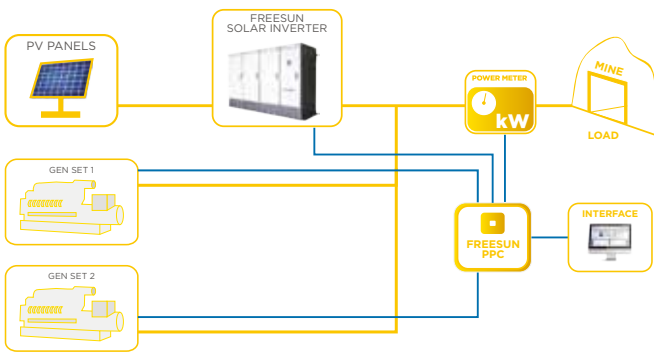 PV PANELS
FREESUN
SOLAR INVERTER
POWER METER
kW
MINE
LOAD
GEN SET 1
FREESUN
PPC
INTERFACE
GEN SET 2